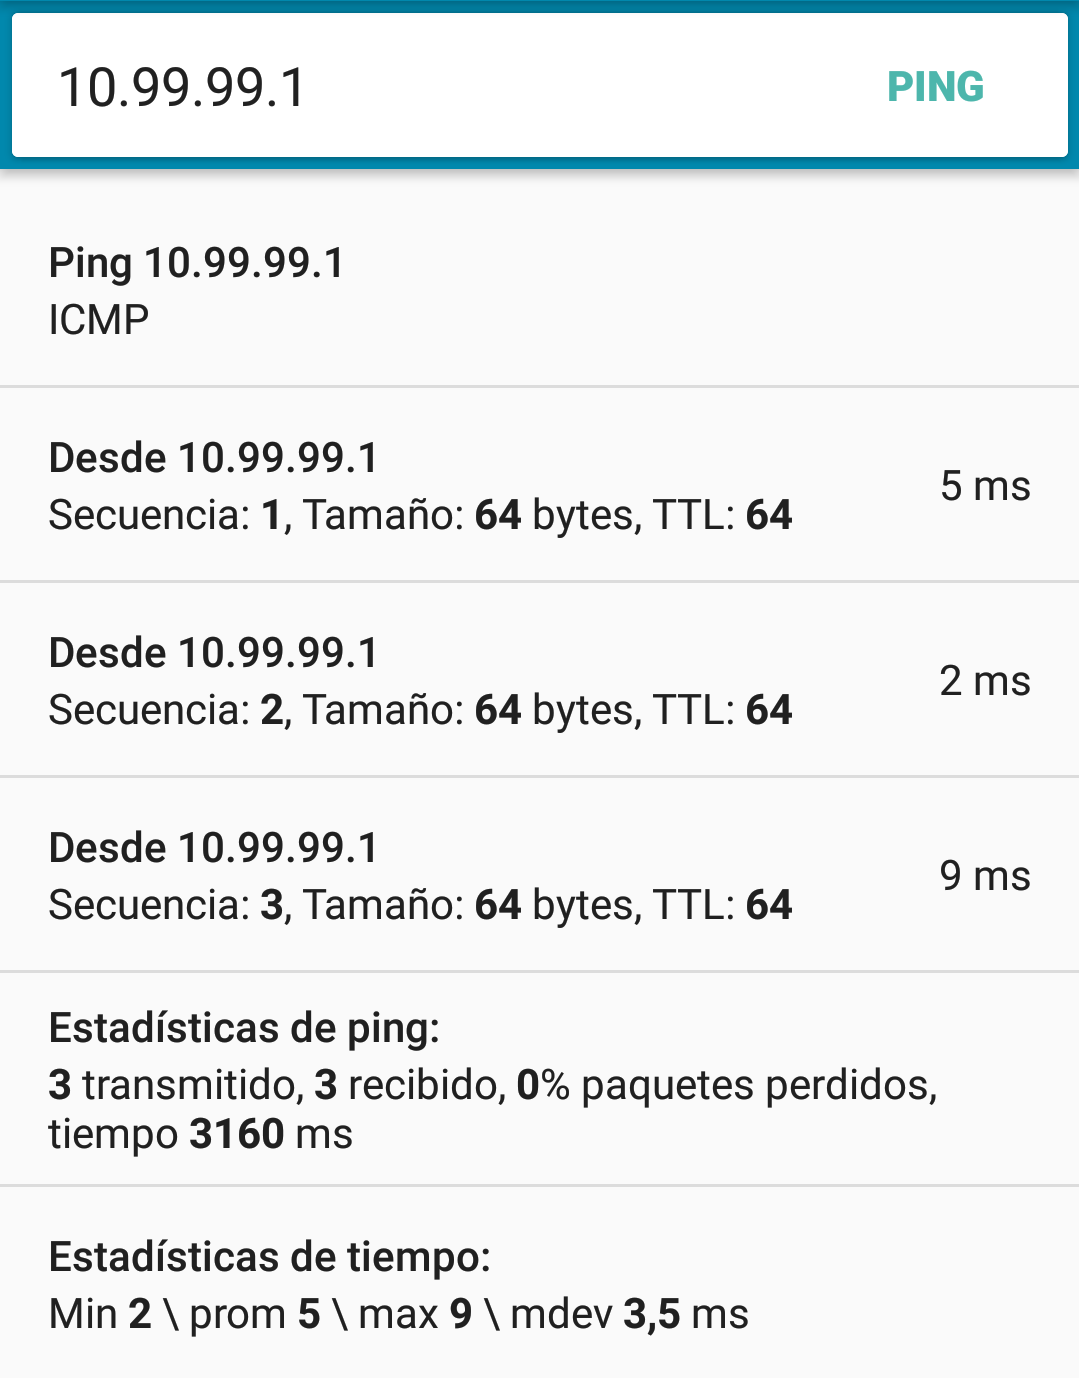 10.99.99.1 PING
Ping 10.99.99.1
ICMP
Desde 10.99.99.1
5 ms
Secuencia: 1, Tamaño: 64 bytes, TTL: 64
Desde 10.99.99.1
2 ms
Secuencia: 2, Tamaño: 64 bytes, TTL: 64
Desde 10.99.99.1
9 ms
Secuencia: 3, Tamaño: 64 bytes, TTL: 64
Estadísticas de ping:
3 transmitido, 3 recibido, 0% paquetes perdidos,
tiempo 3160 ms
Estadísticas de tiempo:
Min 2 \ prom 5 \ max 9 \ mdev 3,5 ms